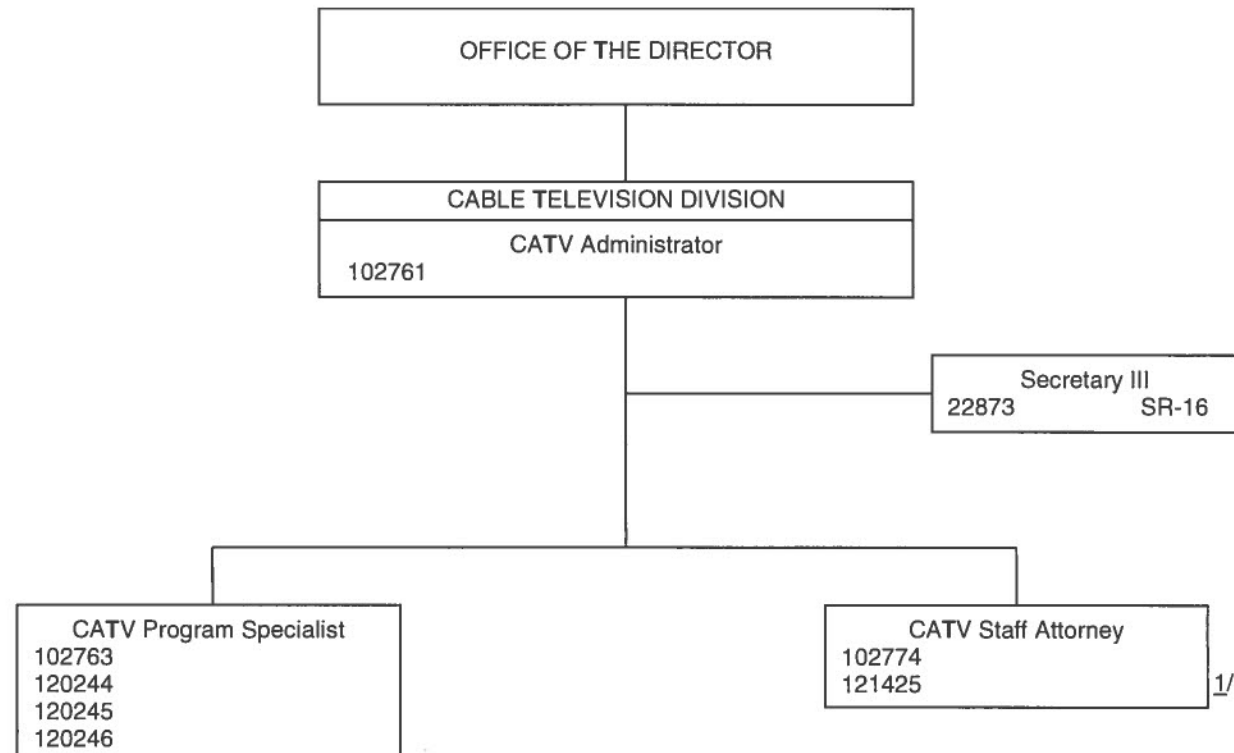 OFFICE OF THE DIRECTOR
CABLE TELEVISION DIVISION
CATV Administrator
102761
Secretary III
22873 SR-16
CATV Program Specialist
102763
120244
120245
120246
CATV Staff Attorney
102774
121425 1/